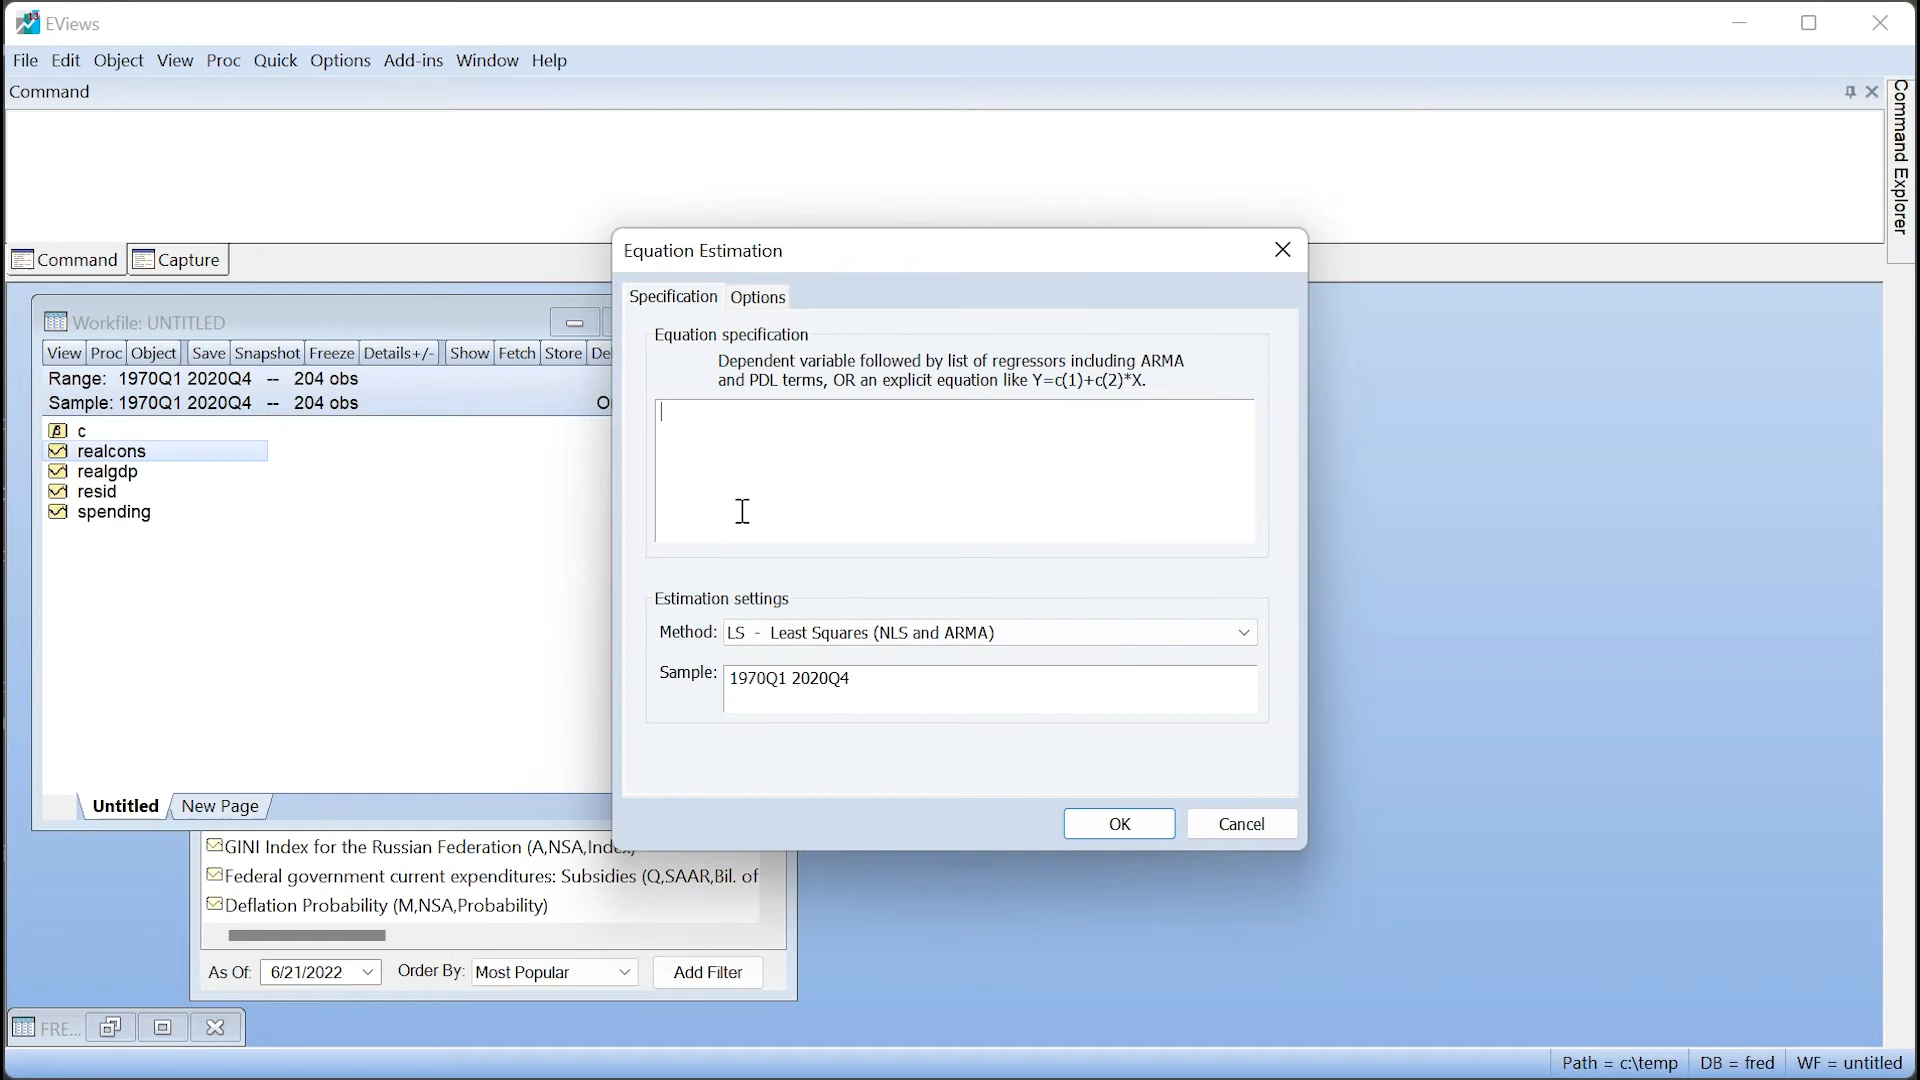 EViews
File Edit Object View Proc Quick Options Add-ins Window Help
Command
Command Explorer
Command Capture
Workfile: UNTITLED
View Proc Object Save Snapshot Freeze Details+/- Show Fetch Store De
Range: 1970Q1 2020Q4 -- 204 obs
Sample: 1970Q1 2020Q4 -- 204 obs O
c
realcons
realgdp
resid
spending
Untitled New Page
Equation Estimation
Specification Options
Equation specification
Dependent variable followed by list of regressors including ARMA
and PDL terms, OR an explicit equation like Y=c(1)+c(2)*X.
Estimation settings
Method: LS - Least Squares (NLS and ARMA)
Sample: 1970Q1 2020Q4
OK Cancel
GINI Index for the Russian Federation (A,NSA,Index)
Federal government current expenditures: Subsidies (Q,SAAR,Bil. of
Deflation Probability (M,NSA,Probability)
As Of: 6/21/2022 Order By: Most Popular Add Filter
FRE...
Path = c:\temp DB = fred WF = untitled